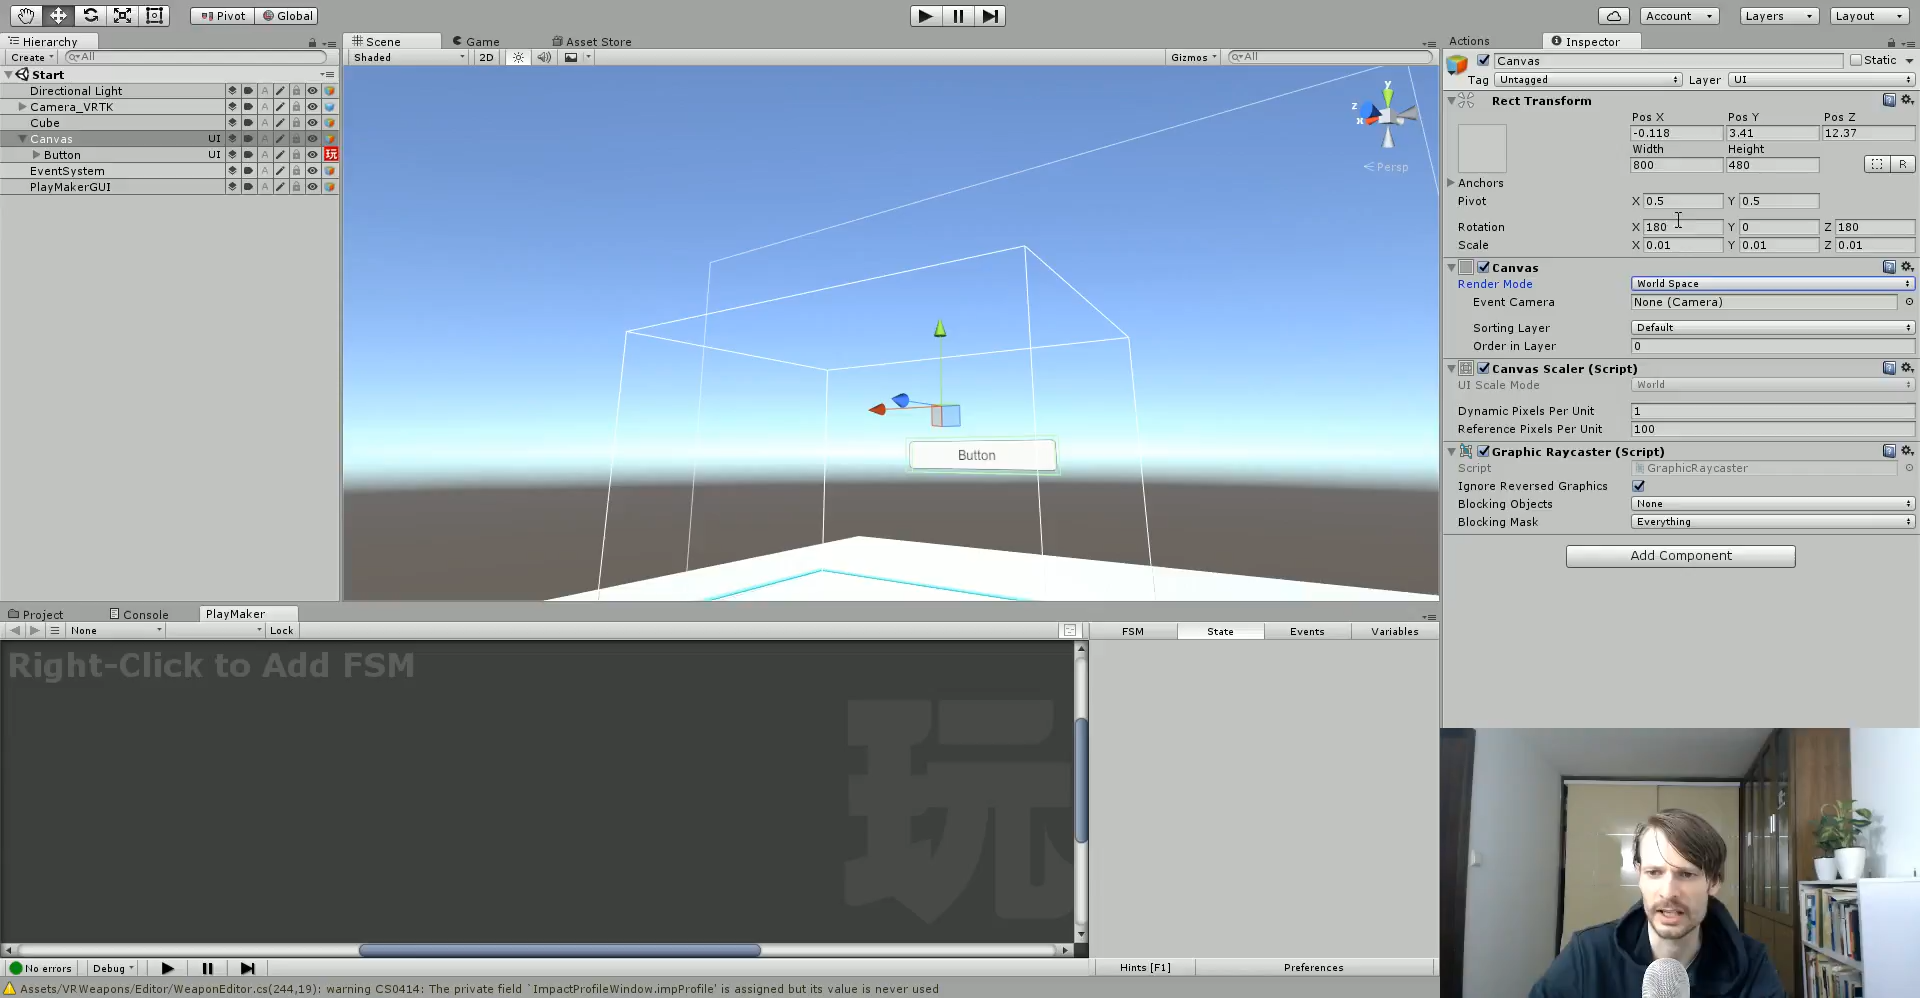 Pivot Global Account Layers Layout
Hierarchy Scene Game Asset Store Actions Inspector
Create All Shaded 2D Gizmos All Canvas Static
Start Tag Untagged Layer UI
Directional Light Rect Transform
Camera_VRTK Pos X Pos Y Pos Z
Cube -0.118 3.41 12.37
Canvas UI Width Height
Button UI 玩 800 480 R
EventSystem Anchors
PlayMakerGUI Pivot X 0.5 Y 0.5
y z x
Persp
Rotation X 180 Y 0 Z 180
Scale X 0.01 Y 0.01 Z 0.01
Canvas
Render Mode World Space
Event Camera None (Camera)
Sorting Layer Default
Order in Layer 0
Canvas Scaler (Script)
UI Scale Mode World
Dynamic Pixels Per Unit 1
Reference Pixels Per Unit 100
Button
Graphic Raycaster (Script)
Script GraphicRaycaster
Ignore Reversed Graphics
Blocking Objects None
Blocking Mask Everything
Add Component
Project Console PlayMaker
None Lock FSM State Events Variables
Right-Click to Add FSM
玩
No errors Debug Hints [F1] Preferences
Assets/VRWeapons/Editor/WeaponEditor.cs(244,19): warning CS0414: The private field `ImpactProfileWindow.impProfile' is assigned but its value is never used